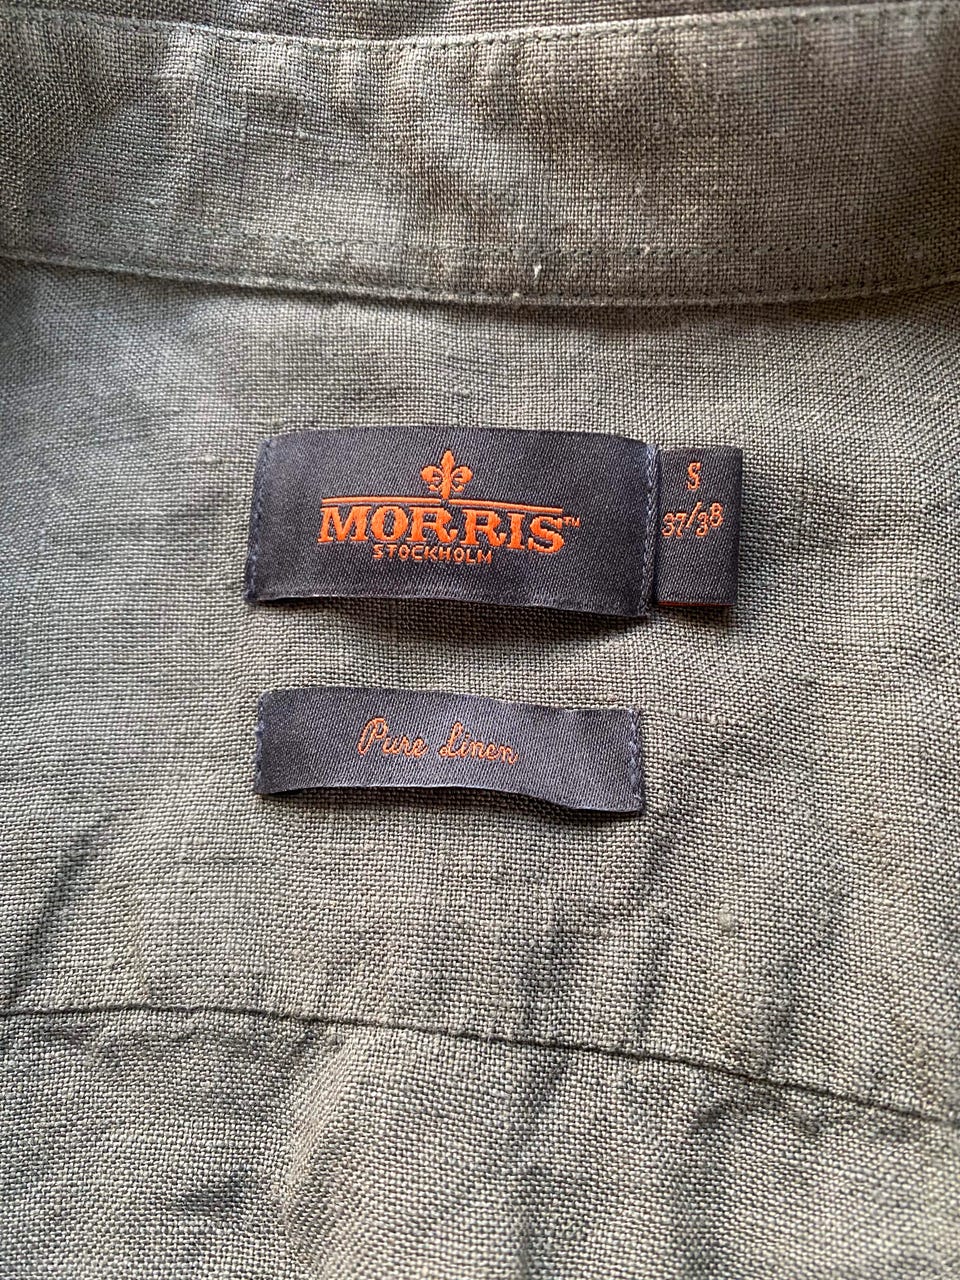 MORRIS™
STOCKHOLM
S
37/38
Pure Linen